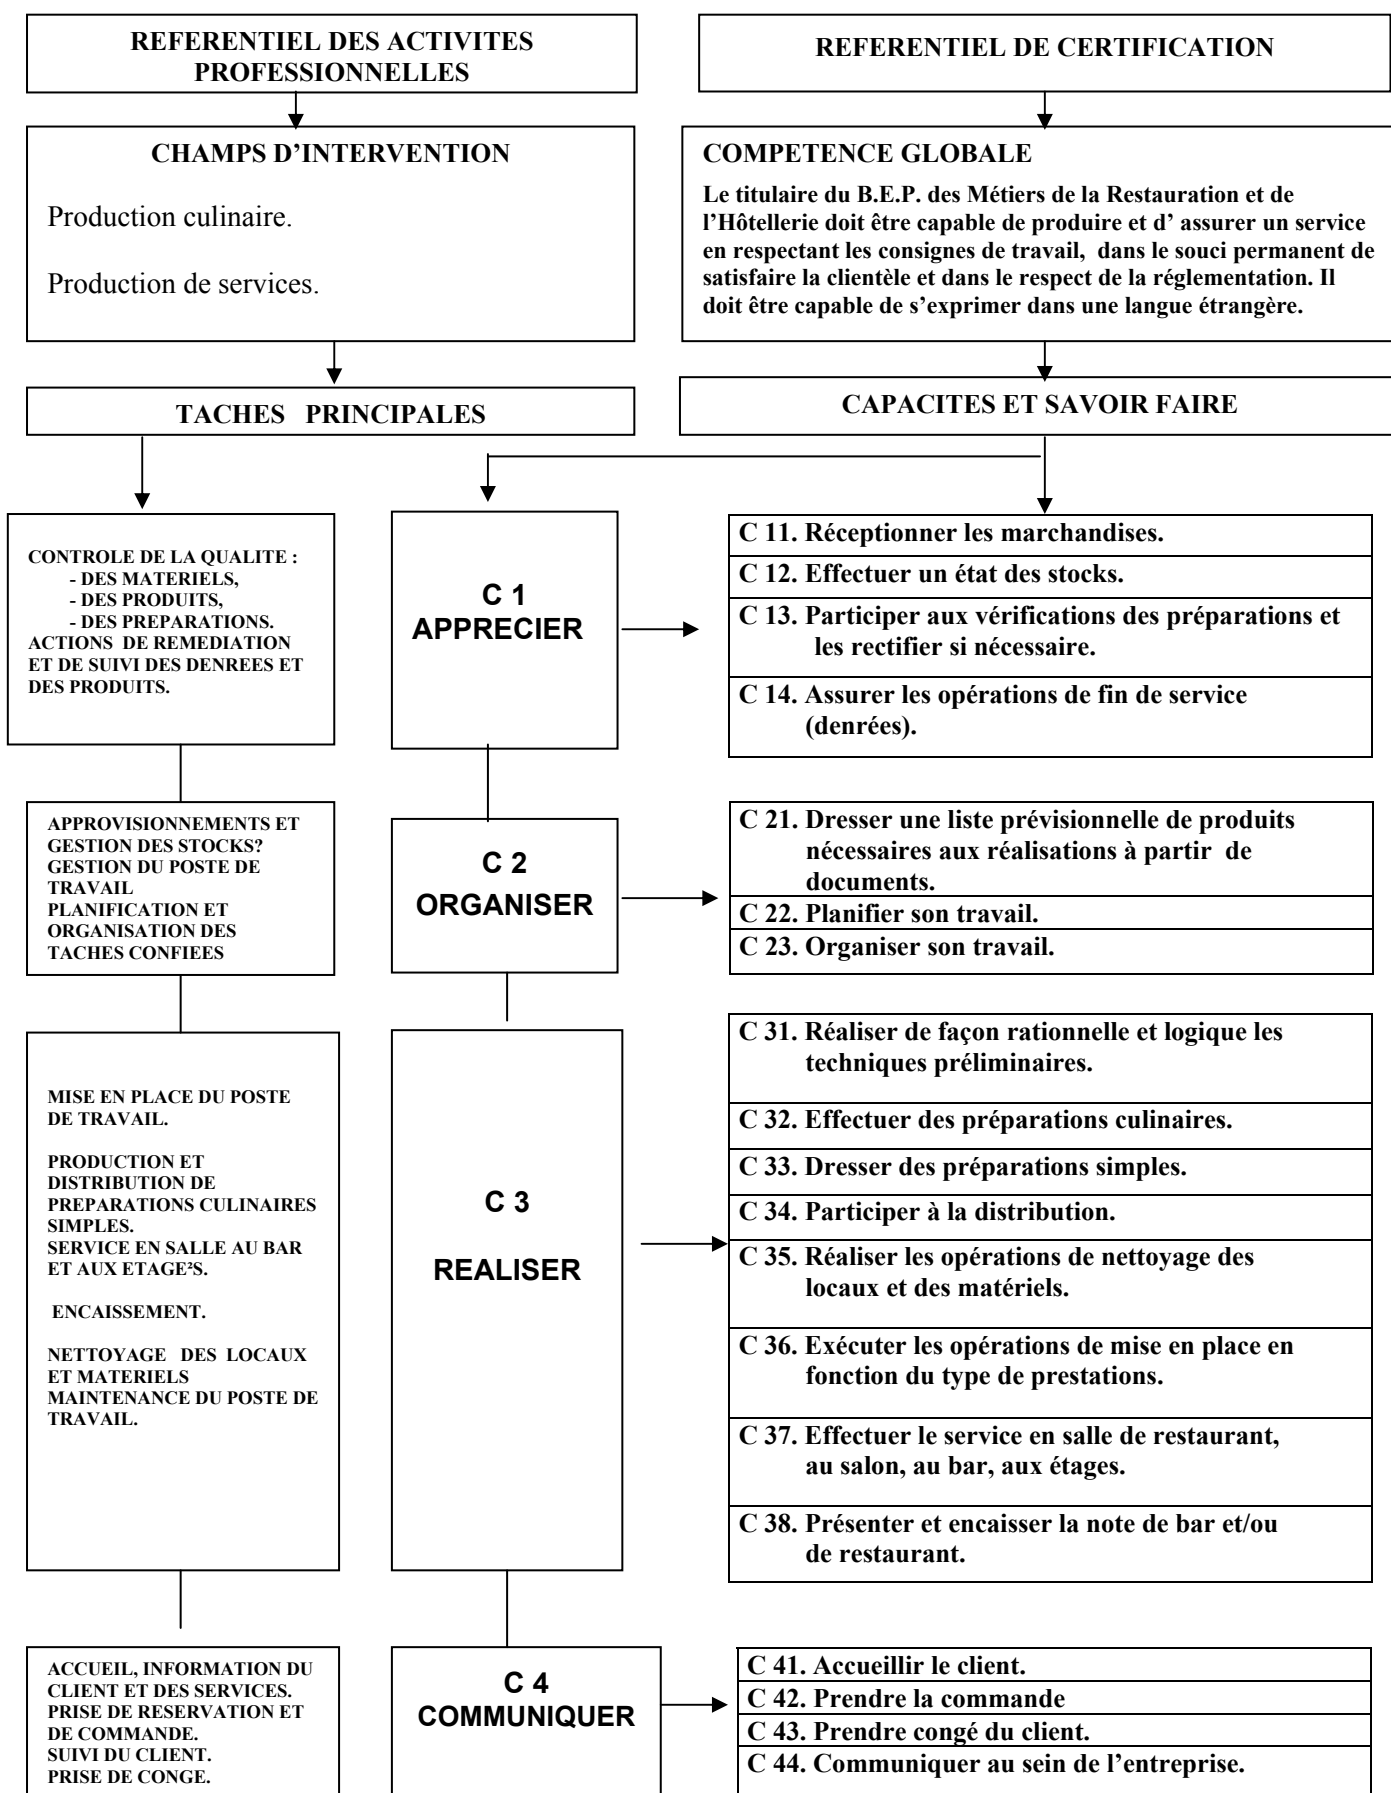 REFERENTIEL DES ACTIVITES
PROFESSIONNELLES
REFERENTIEL DE CERTIFICATION
CHAMPS D’INTERVENTION
Production culinaire.
Production de services.
COMPETENCE GLOBALE
Le titulaire du B.E.P. des Métiers de la Restauration et de
l’Hôtellerie doit être capable de produire et d’ assurer un service
en respectant les consignes de travail, dans le souci permanent de
satisfaire la clientèle et dans le respect de la réglementation. Il
doit être capable de s’exprimer dans une langue étrangère.
TACHES PRINCIPALES
CAPACITES ET SAVOIR FAIRE
CONTROLE DE LA QUALITE :
- DES MATERIELS,
- DES PRODUITS,
- DES PREPARATIONS.
ACTIONS DE REMEDIATION
ET DE SUIVI DES DENREES ET
DES PRODUITS.
C 1
APPRECIER
C 11. Réceptionner les marchandises.
C 12. Effectuer un état des stocks.
C 13. Participer aux vérifications des préparations et
les rectifier si nécessaire.
C 14. Assurer les opérations de fin de service
(denrées).
APPROVISIONNEMENTS ET
GESTION DES STOCKS?
GESTION DU POSTE DE
TRAVAIL
PLANIFICATION ET
ORGANISATION DES
TACHES CONFIEES
C 2
ORGANISER
C 21. Dresser une liste prévisionnelle de produits
nécessaires aux réalisations à partir de
documents.
C 22. Planifier son travail.
C 23. Organiser son travail.
MISE EN PLACE DU POSTE
DE TRAVAIL.
PRODUCTION ET
DISTRIBUTION DE
PREPARATIONS CULINAIRES
SIMPLES.
SERVICE EN SALLE AU BAR
ET AUX ETAGE²S.
ENCAISSEMENT.
NETTOYAGE DES LOCAUX
ET MATERIELS
MAINTENANCE DU POSTE DE
TRAVAIL.
C 3
REALISER
C 31. Réaliser de façon rationnelle et logique les
techniques préliminaires.
C 32. Effectuer des préparations culinaires.
C 33. Dresser des préparations simples.
C 34. Participer à la distribution.
C 35. Réaliser les opérations de nettoyage des
locaux et des matériels.
C 36. Exécuter les opérations de mise en place en
fonction du type de prestations.
C 37. Effectuer le service en salle de restaurant,
au salon, au bar, aux étages.
C 38. Présenter et encaisser la note de bar et/ou
de restaurant.
ACCUEIL, INFORMATION DU
CLIENT ET DES SERVICES.
PRISE DE RESERVATION ET
DE COMMANDE.
SUIVI DU CLIENT.
PRISE DE CONGE.
C 4
COMMUNIQUER
C 41. Accueillir le client.
C 42. Prendre la commande
C 43. Prendre congé du client.
C 44. Communiquer au sein de l’entreprise.